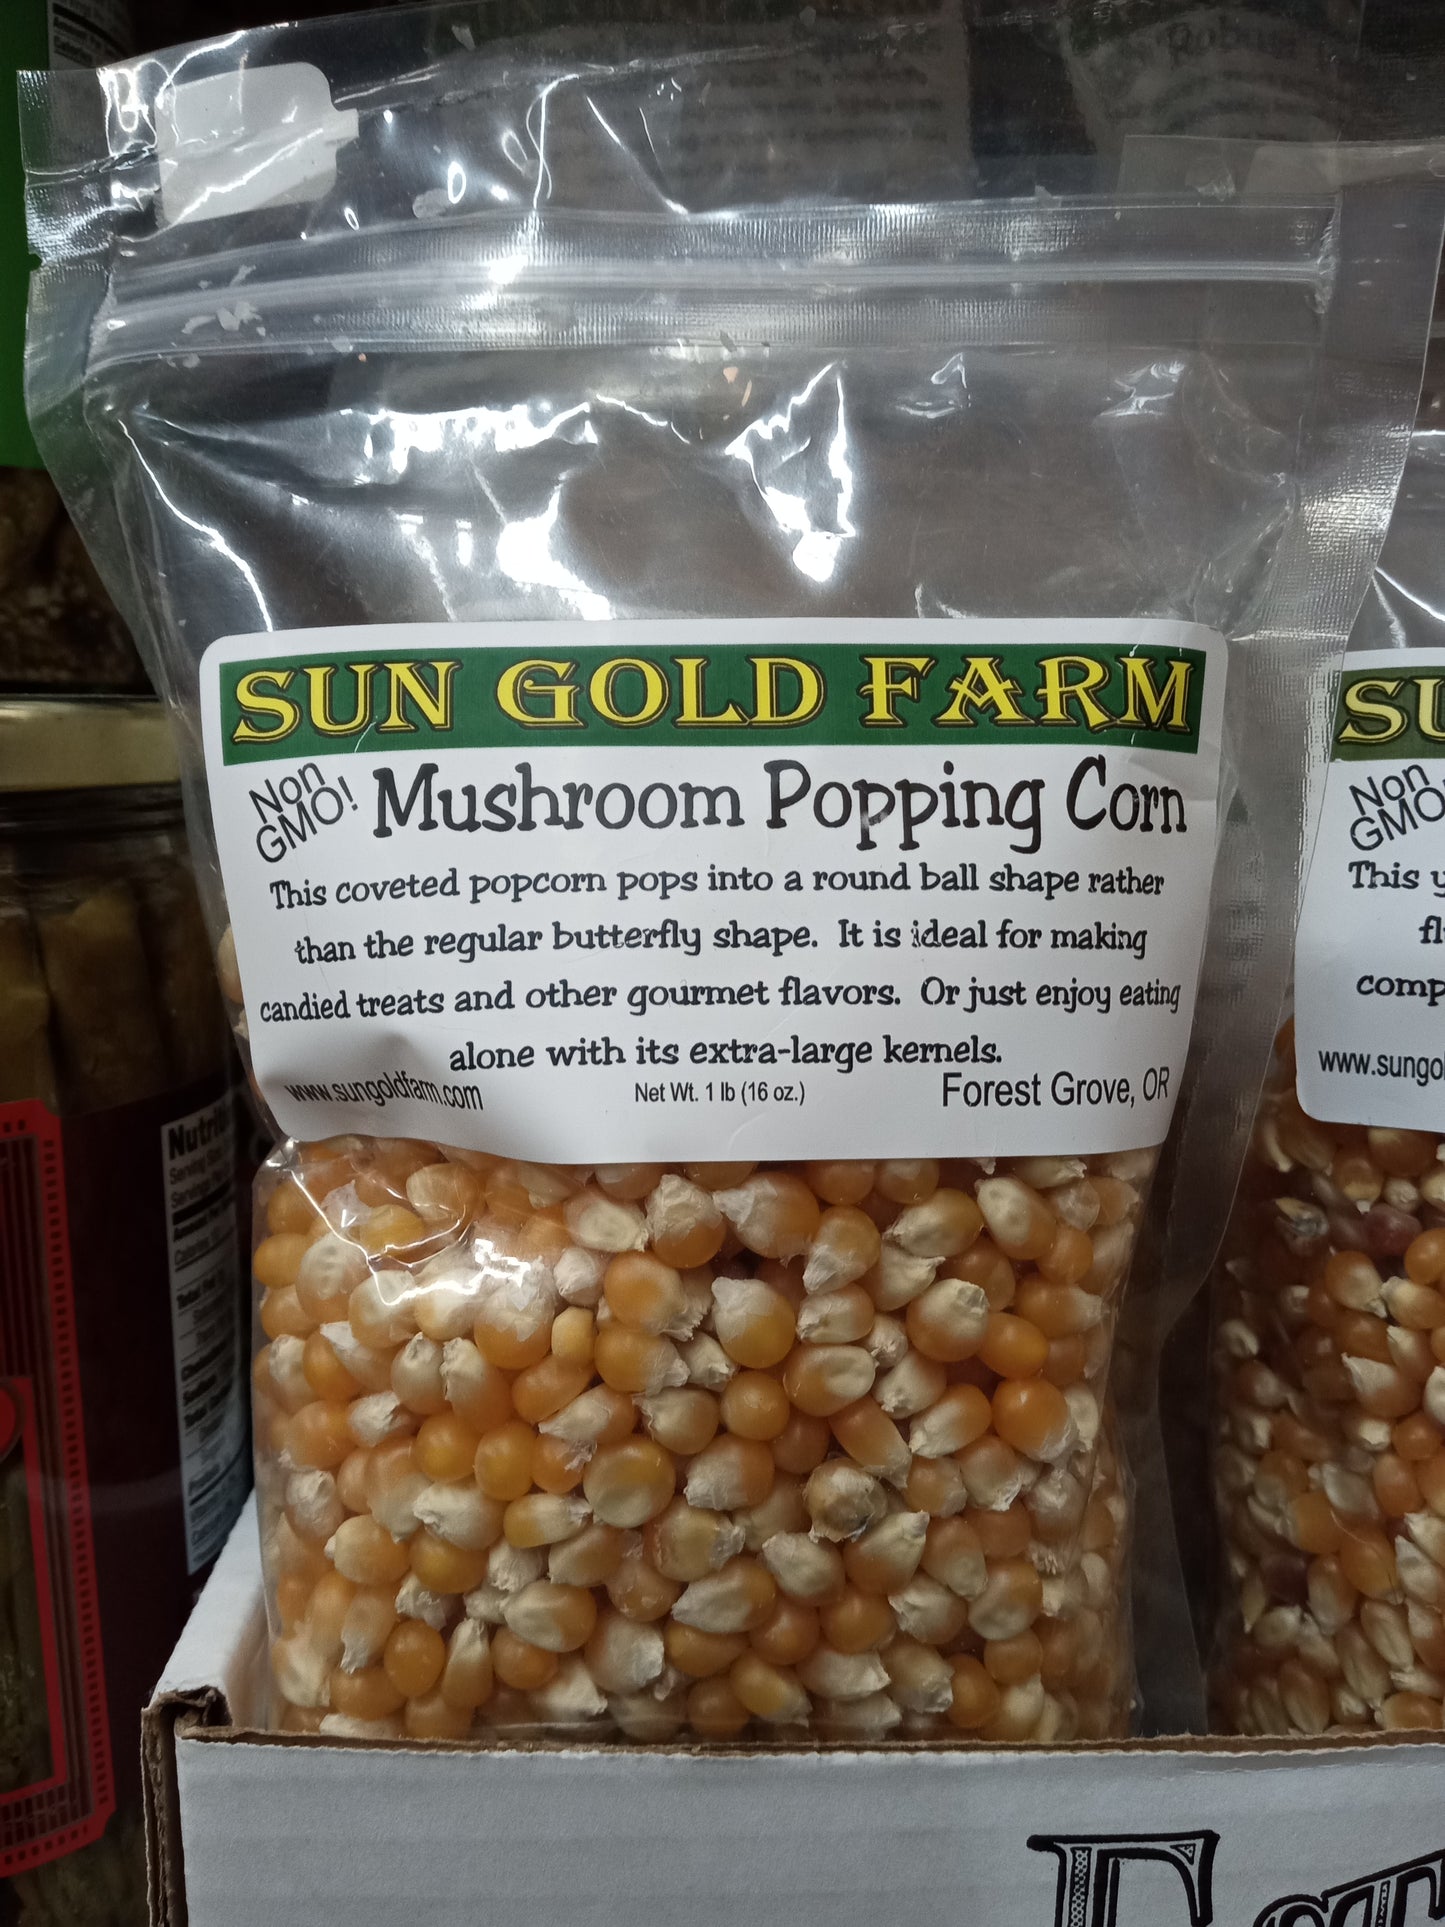 SUN GOLD FARM
Non
GMO!
Mushroom Popping Corn
This coveted popcorn pops into a round ball shape rather
than the regular butterfly shape. It is ideal for making
candied treats and other gourmet flavors. Or just enjoy eating
alone with its extra-large kernels.
www.sungoldfarm.com
Net Wt. 1 lb (16 oz.)
Forest Grove, OR
SU
Non
GMO
This y
fl
comp
www.sungo
Nutri